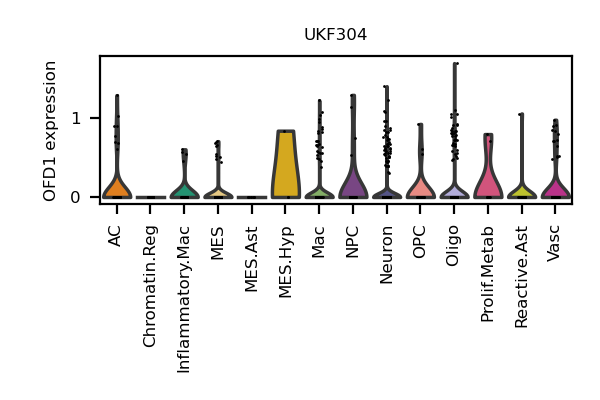 UKF304
OFD1 expression
1
0
AC
Chromatin.Reg
Inflammatory.Mac
MES
MES.Ast
MES.Hyp
Mac
NPC
Neuron
OPC
Oligo
Prolif.Metab
Reactive.Ast
Vasc